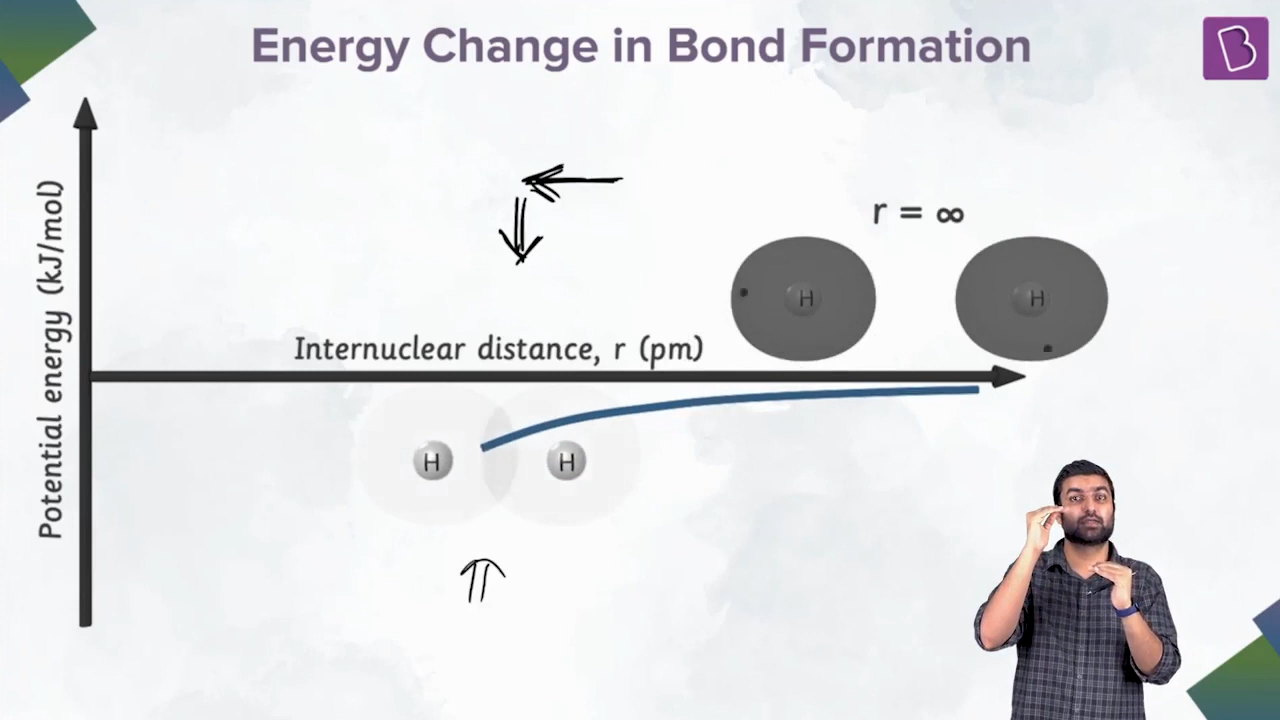 Energy Change in Bond Formation
B
r = ∞
H H
Internuclear distance, r (pm)
Potential energy (kJ/mol)
H H